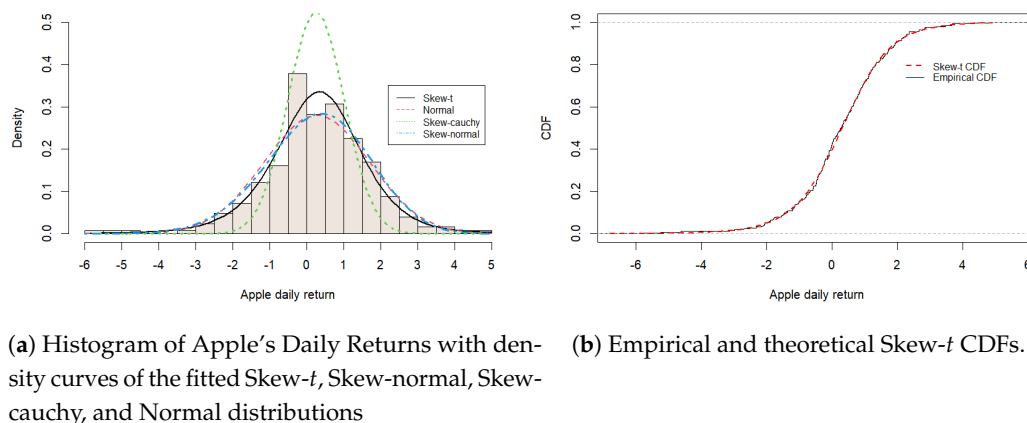 0.5
0.4
0.3
0.2
0.1
0.0
Density
Skew-t
Normal
Skew-cauchy
Skew-normal
-6 -5 -4 -3 -2 -1 0 1 2 3 4 5
Apple daily return
1.0
0.8
0.6
0.4
0.2
0.0
CDF
Skew-t CDF
Empirical CDF
-6 -4 -2 0 2 4 6
Apple daily return
(a) Histogram of Apple's Daily Returns with den-
sity curves of the fitted Skew-t, Skew-normal, Skew-
cauchy, and Normal distributions
(b) Empirical and theoretical Skew-t CDFs.